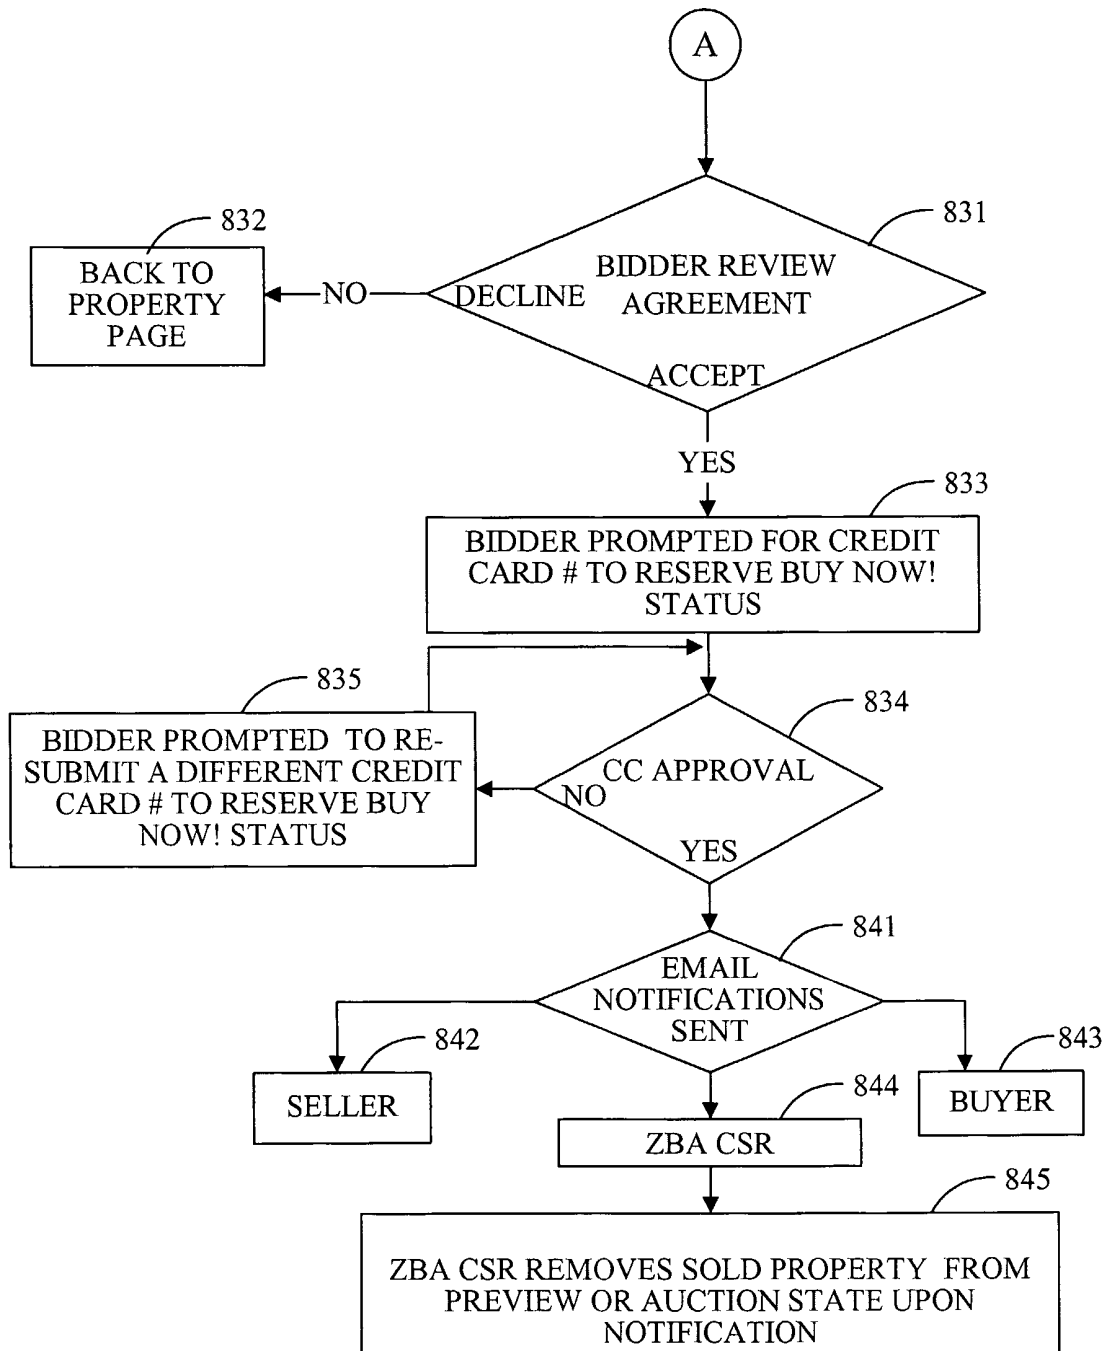 A
831
832
BACK TO
PROPERTY
PAGE
NO
DECLINE
BIDDER REVIEW
AGREEMENT
ACCEPT
YES
833
BIDDER PROMPTED FOR CREDIT
CARD # TO RESERVE BUY NOW!
STATUS
835
BIDDER PROMPTED TO RE-
SUBMIT A DIFFERENT CREDIT
CARD # TO RESERVE BUY
NOW! STATUS
834
CC APPROVAL
NO
YES
841
EMAIL
NOTIFICATIONS
SENT
842
SELLER
843
BUYER
844
ZBA CSR
845
ZBA CSR REMOVES SOLD PROPERTY FROM
PREVIEW OR AUCTION STATE UPON
NOTIFICATION